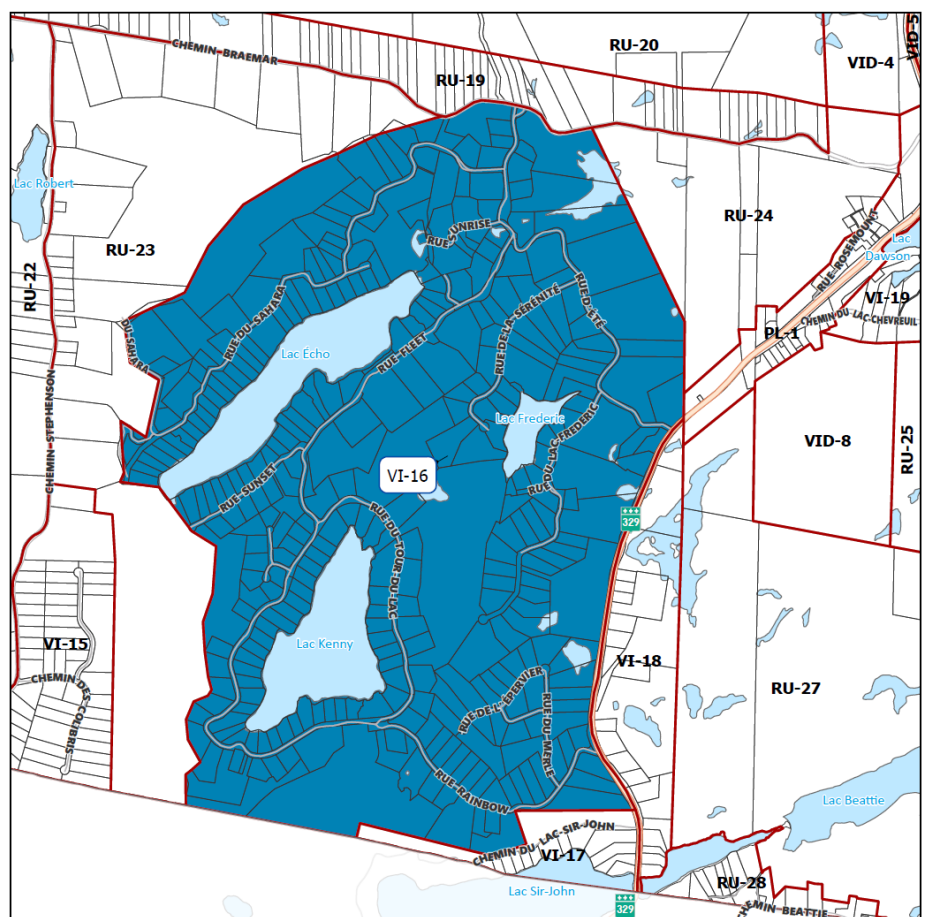 RU-20
VID-5
CHEMIN BRAEMAR
VID-4
RU-19
Lac Robert
RU-24
RU-23
RUE SUNRISE
RUE-ROSEMOUNT
Lac
Dawson
RU-22
RUE-DU-SAHARA
RUE-DE-LA-SÉRÉNITÉ
RUE-D'ÉTÉ
VI-19
CHEMIN-DU-LAC-CHEVREUIL
PL-1
DU-SAHARA
Lac Écho
RUE-FLEET
CHEMIN-STEPHENSON
Lac Frederic
RUE-DU-LAC-FREDERIC
VID-8
RU-25
VI-16
RUE-SUNSET
RUE-DU-TOUR-DU-LAC
329
Lac Kenny
VI-15
VI-18
CHEMIN DES-COLIBRIS
RUE-DE-L'ÉPERVIER
RU-27
RUE-DU-MERLE
RUE-RAINBOW
Lac Beattie
CHEMIN DU-LAC-SIR-JOHN
VI-17
RU-28
Lac Sir-John
329
CHEMIN-BEATTIE